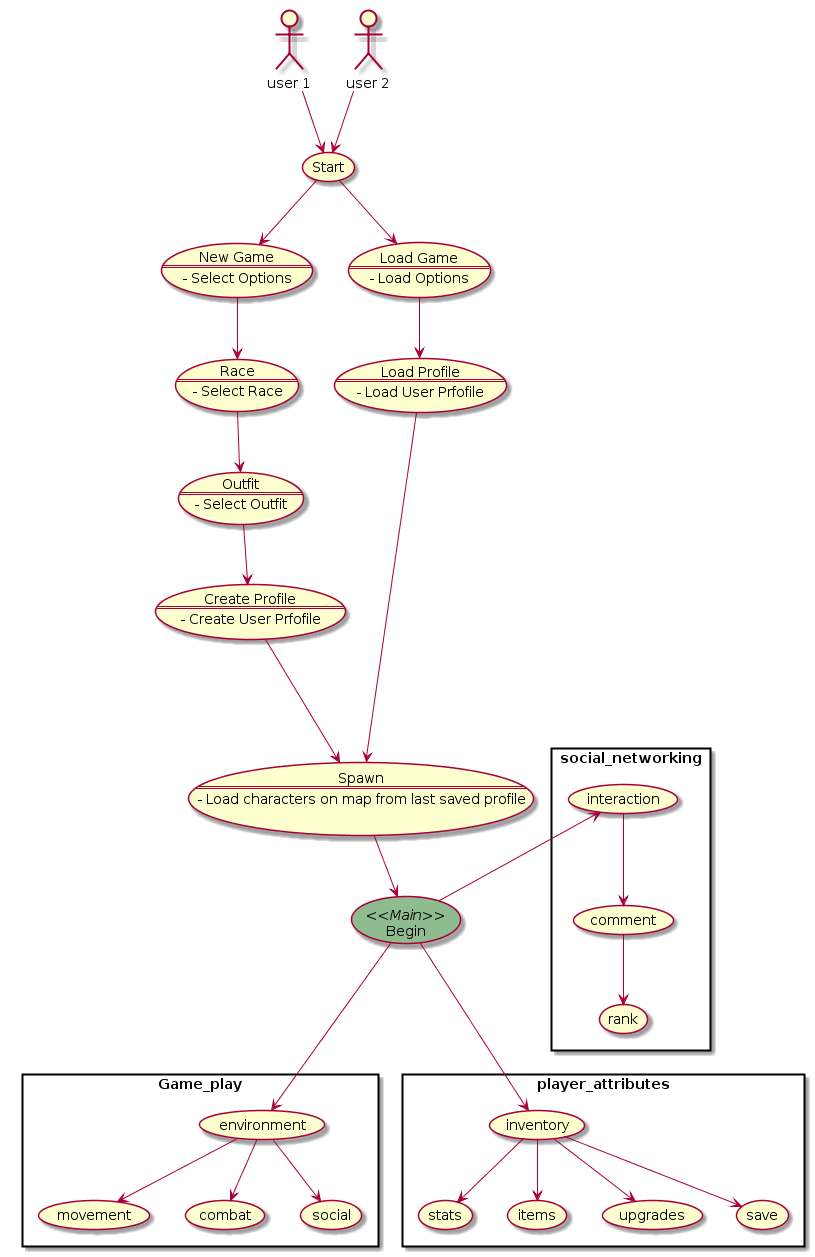 user 1
user 2
Start
New Game
- Select Options
Load Game
- Load Options
Race
- Select Race
Load Profile
- Load User Prfofile
Outfit
- Select Outfit
Create Profile
- Create User Prfofile
social_networking
Spawn
- Load characters on map from last saved profile
interaction
<<Main>>
Begin
comment
rank
Game_play
player_attributes
environment
inventory
movement
combat
social
stats
items
upgrades
save